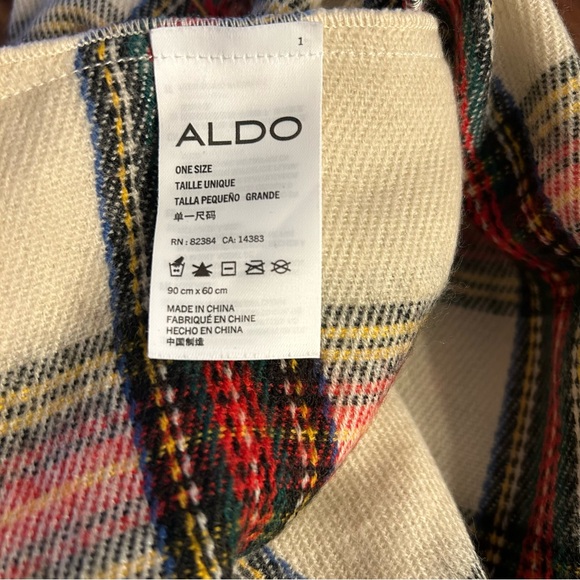 1
ALDO
ONE SIZE
TAILLE UNIQUE
TALLA PEQUEÑO GRANDE
单一尺码
RN : 82384 CA: 14383
90 cm x 60 cm
MADE IN CHINA
FABRIQUÉ EN CHINE
HECHO EN CHINA
中国制造